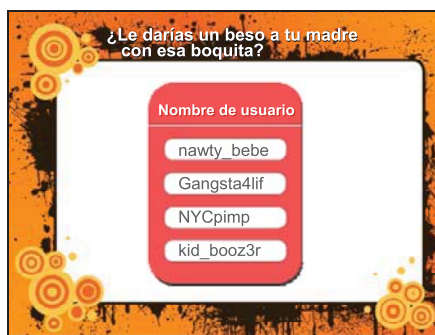 ¿Le darías un beso a tu madre
con esa boquita?
Nombre de usuario
nawty_bebe
Gangsta4lif
NYCpimp
kid_booz3r